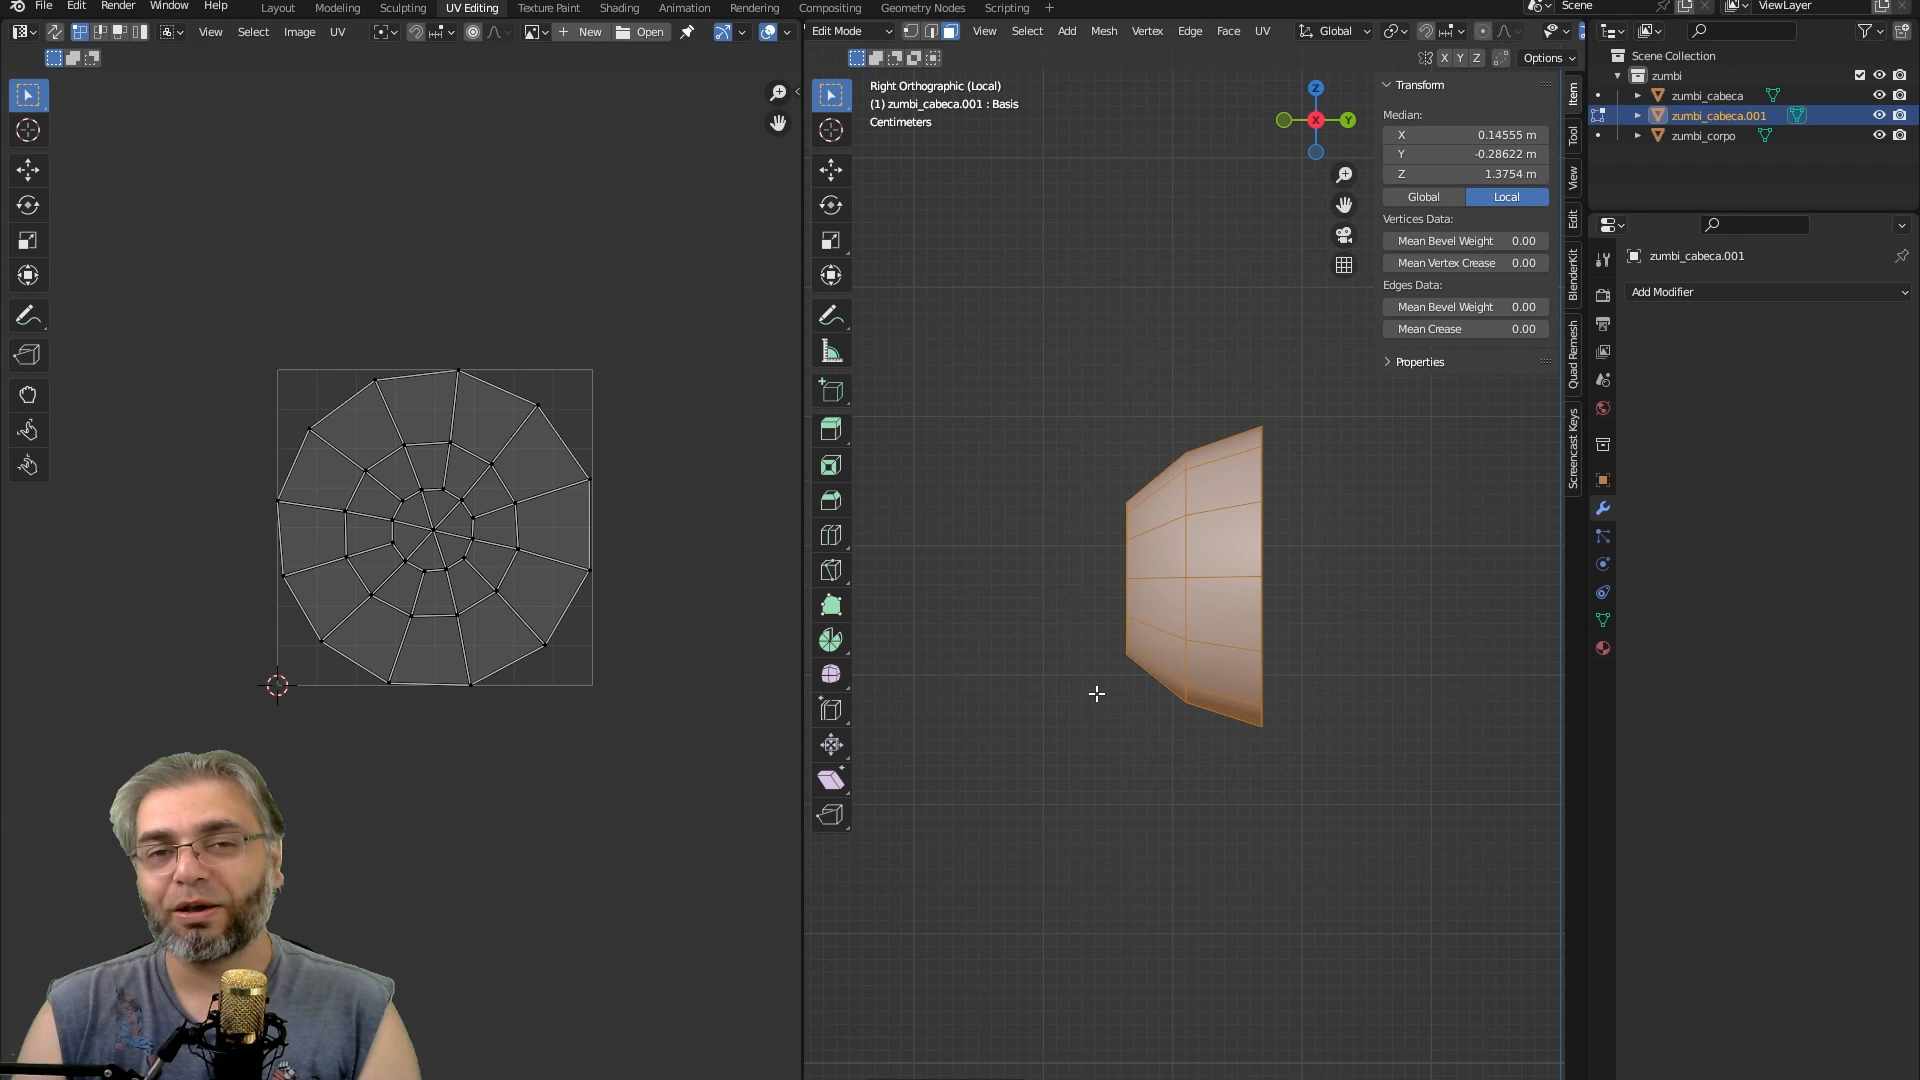 File Edit Render Window Help Layout Modeling Sculpting UV Editing Texture Paint Shading Animation Rendering Compositing Geometry Nodes Scripting + Scene ViewLayer
View Select Image UV New Open
Edit Mode View Select Add Mesh Vertex Edge Face UV Global
X Y Z Options
Right Orthographic (Local)
(1) zumbi_cabeca.001 : Basis
Centimeters
Z
X
Y
Transform
Median:
X 0.14555 m
Y -0.28622 m
Z 1.3754 m
Global Local
Vertices Data:
Mean Bevel Weight 0.00
Mean Vertex Crease 0.00
Edges Data:
Mean Bevel Weight 0.00
Mean Crease 0.00
Properties
Item
Tool
View
Edit
BlenderKit
Quad Remesh
Screencast Keys
Scene Collection
zumbi
zumbi_cabeca
zumbi_cabeca.001
zumbi_corpo
zumbi_cabeca.001
Add Modifier